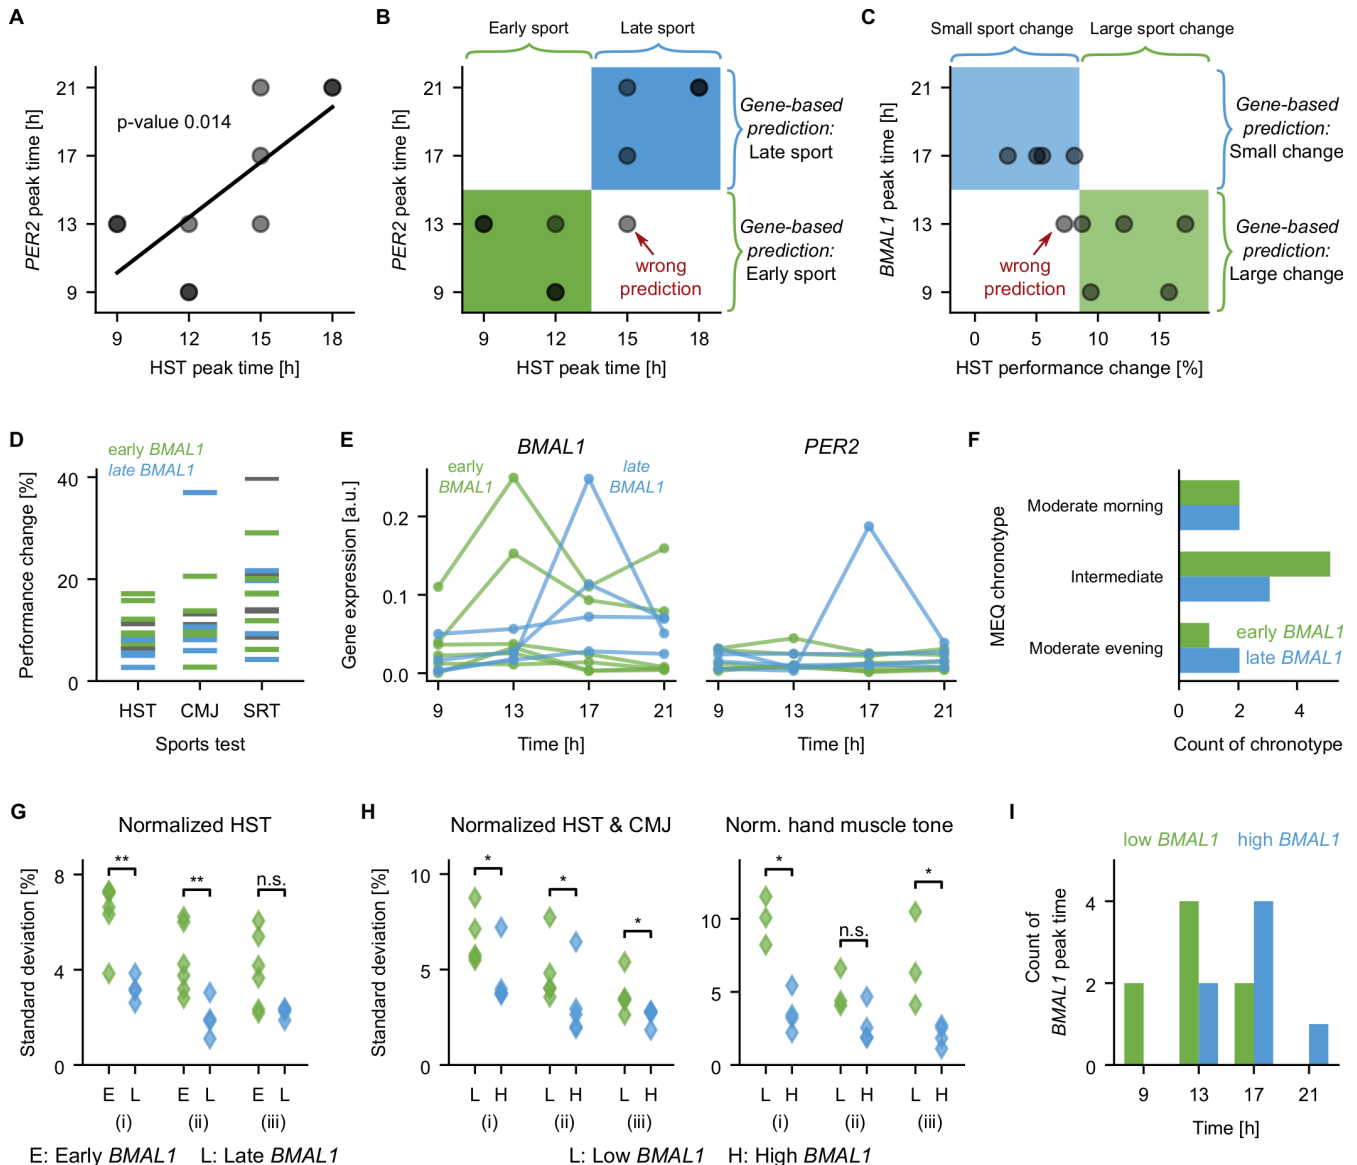 A
PER2 peak time [h]
21
17
13
9
p-value 0.014
9 12 15 18
HST peak time [h]
B
Early sport Late sport
PER2 peak time [h]
21
17
13
9
Gene-based
prediction:
Late sport
Gene-based
prediction:
Early sport
wrong
prediction
9 12 15 18
HST peak time [h]
C
Small sport change Large sport change
BMAL1 peak time [h]
21
17
13
9
Gene-based
prediction:
Small change
Gene-based
prediction:
Large change
wrong
prediction
0 5 10 15
HST performance change [%]
D
early BMAL1
late BMAL1
Performance change [%]
40
20
0
HST CMJ SRT
Sports test
E
BMAL1
early
BMAL1
late
BMAL1
Gene expression [a.u.]
0.2
0.1
0.0
9 13 17 21
Time [h]
PER2
9 13 17 21
Time [h]
F
MEQ chronotype
Moderate morning
Intermediate
Moderate evening
early BMAL1
late BMAL1
0 2 4
Count of chronotype
G
Normalized HST
Standard deviation [%]
8
4
0
** ** n.s.
E L E L E L
(i) (ii) (iii)
E: Early BMAL1 L: Late BMAL1
H
Normalized HST & CMJ
Standard deviation [%]
10
5
0
* * *
L H L H L H
(i) (ii) (iii)
Norm. hand muscle tone
10
5
0
* n.s. *
L H L H L H
(i) (ii) (iii)
L: Low BMAL1 H: High BMAL1
I
low BMAL1 high BMAL1
Count of
BMAL1 peak time
4
2
0
9 13 17 21
Time [h]